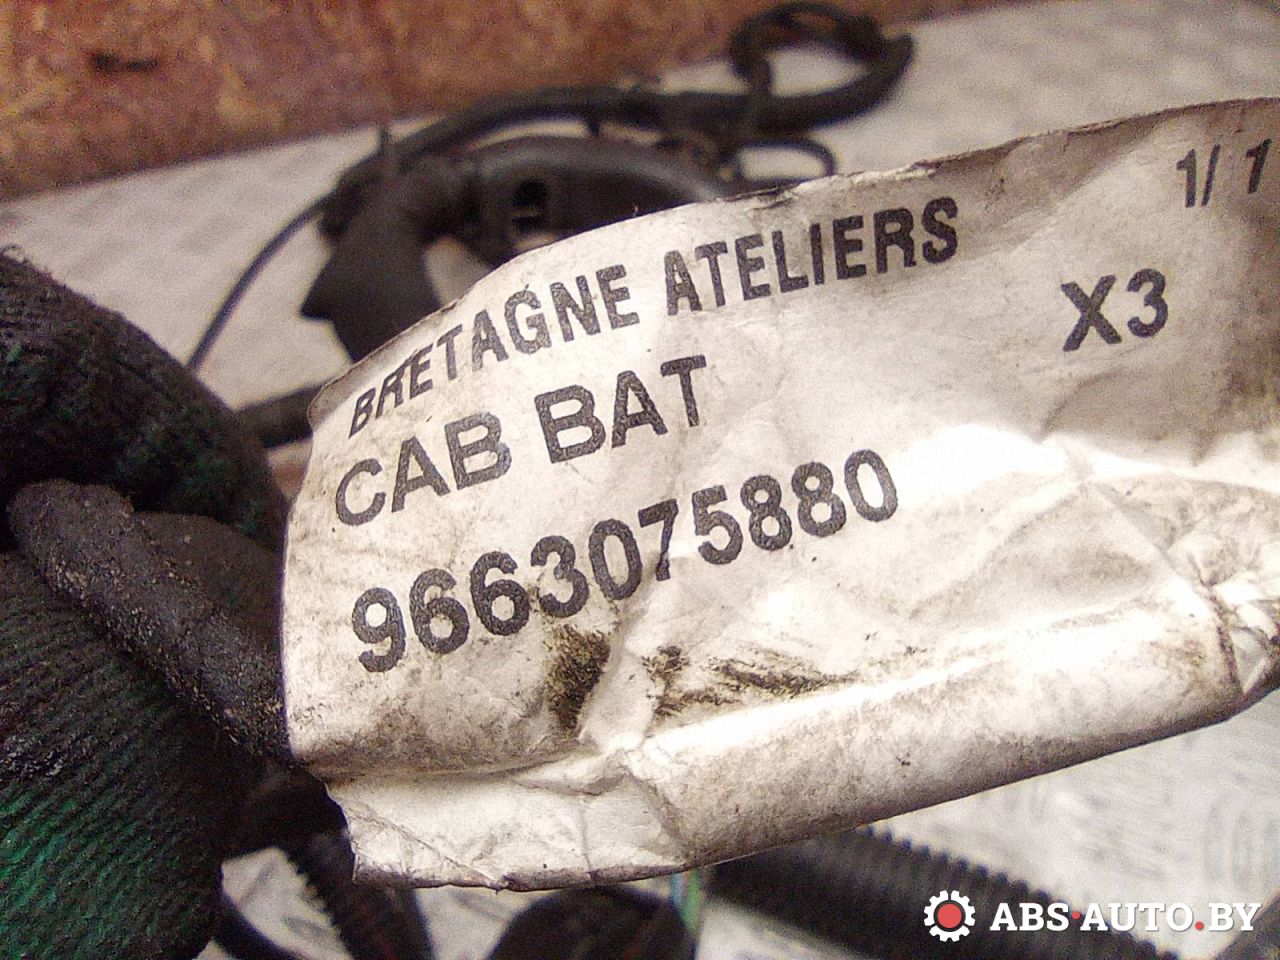 1/1
BRETAGNE ATELIERS
X3
CAB BAT
9663075880
ABS-AUTO.BY